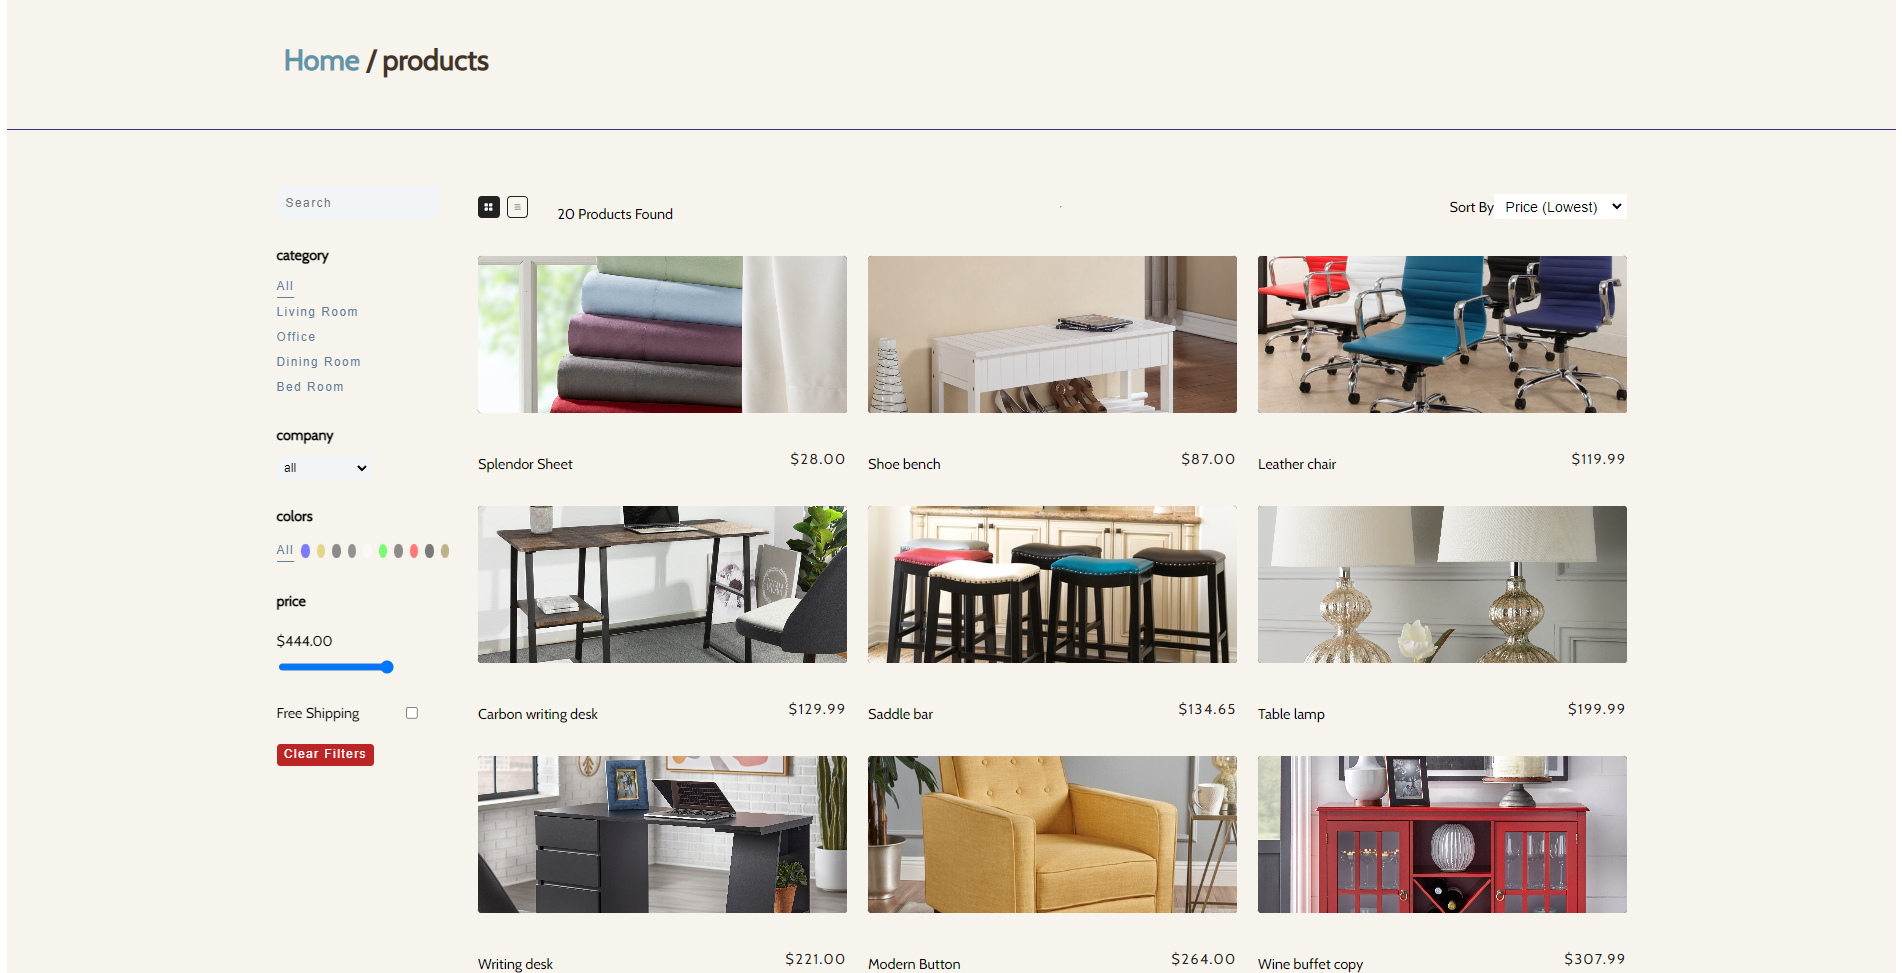 Home / products
Search
20 Products Found
Sort By Price (Lowest)
category
All
Living Room
Office
Dining Room
Bed Room
company
all
colors
All
price
$444.00
Free Shipping
Clear Filters
Splendor Sheet $28.00
Shoe bench $87.00
Leather chair $119.99
Carbon writing desk $129.99
Saddle bar $134.65
Table lamp $199.99
Writing desk $221.00
Modern Button $264.00
Wine buffet copy $307.99